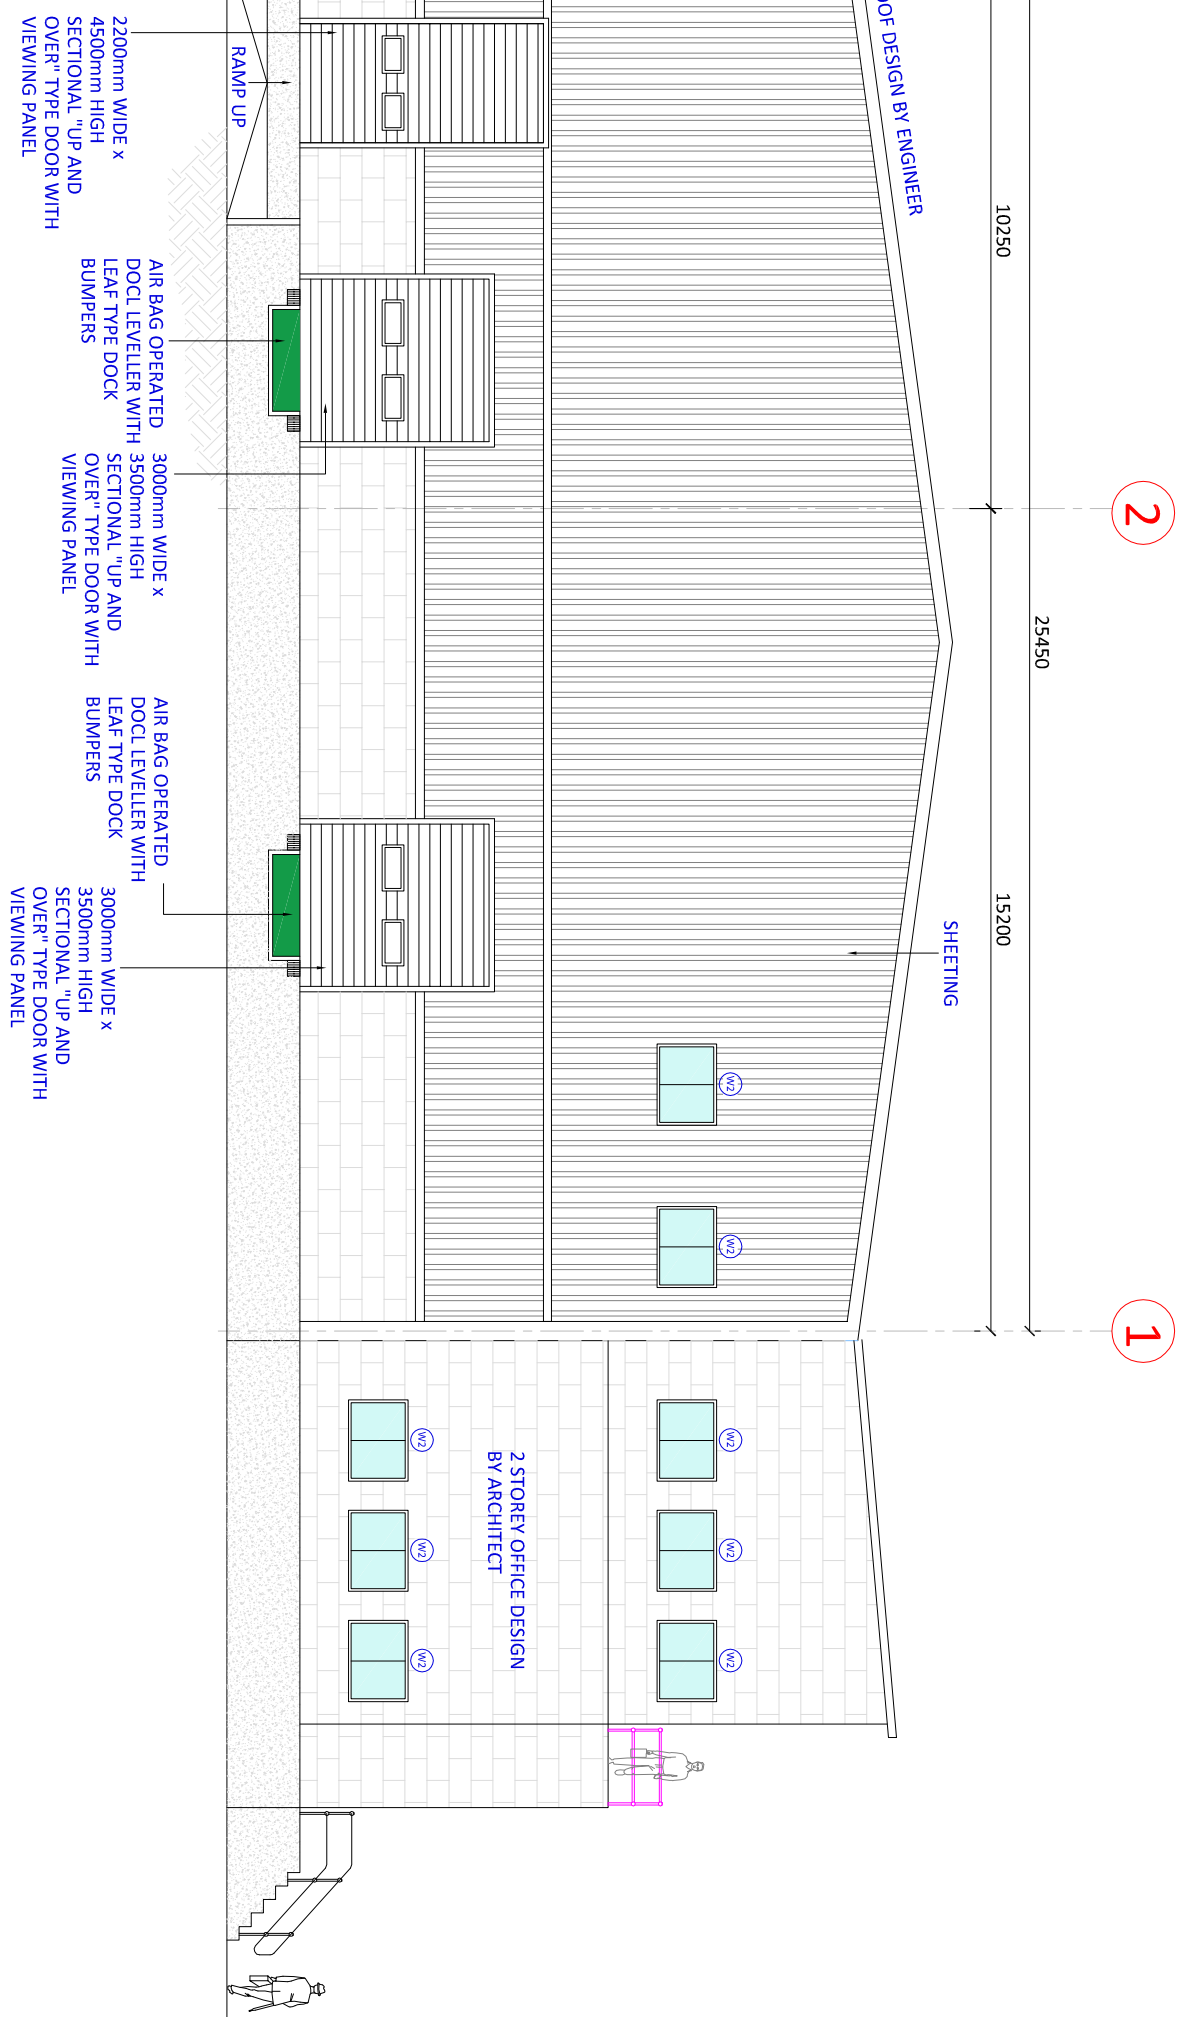 2
1
25450
10250
15200
OOF DESIGN BY ENGINEER
SHEETING
W2
W2
W2
W2
W2
W2
W2
W2
2 STOREY OFFICE DESIGN
BY ARCHITECT
RAMP UP
2200mm WIDE x
4500mm HIGH
SECTIONAL "UP AND
OVER" TYPE DOOR WITH
VIEWING PANEL
AIR BAG OPERATED
DOCL LEVELLER WITH
LEAF TYPE DOCK
BUMPERS
3000mm WIDE x
3500mm HIGH
SECTIONAL "UP AND
OVER" TYPE DOOR WITH
VIEWING PANEL
AIR BAG OPERATED
DOCL LEVELLER WITH
LEAF TYPE DOCK
BUMPERS
3000mm WIDE x
3500mm HIGH
SECTIONAL "UP AND
OVER" TYPE DOOR WITH
VIEWING PANEL